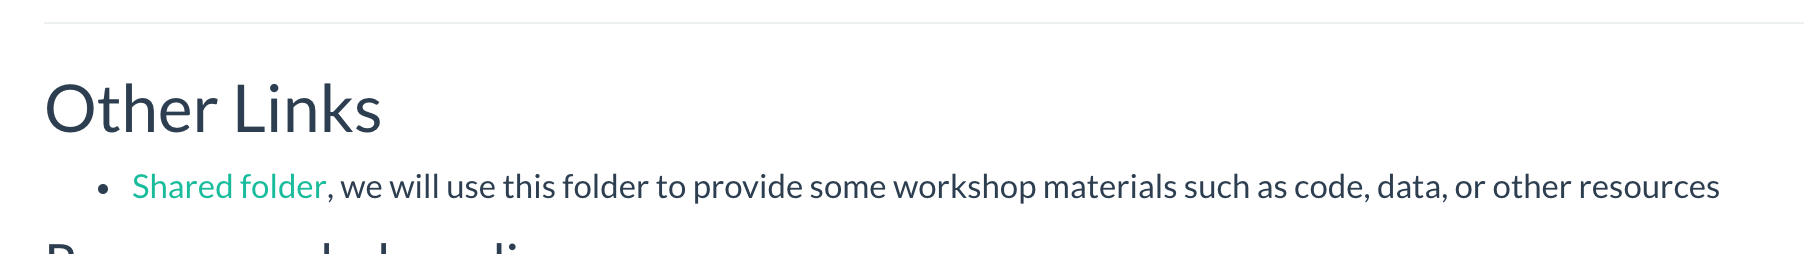 Other Links
Shared folder, we will use this folder to provide some workshop materials such as code, data, or other resources